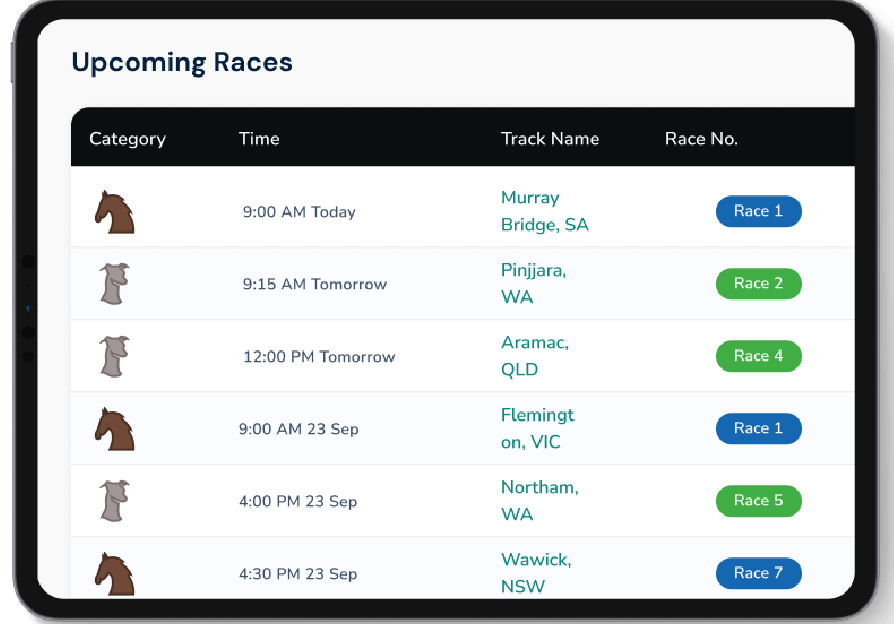 Upcoming Races
Category Time Track Name Race No.
9:00 AM Today Murray Race 1
Bridge, SA
9:15 AM Tomorrow Pinjjara, Race 2
WA
12:00 PM Tomorrow Aramac, Race 4
QLD
9:00 AM 23 Sep Flemingt Race 1
on, VIC
4:00 PM 23 Sep Northam, Race 5
WA
4:30 PM 23 Sep Wawick, Race 7
NSW